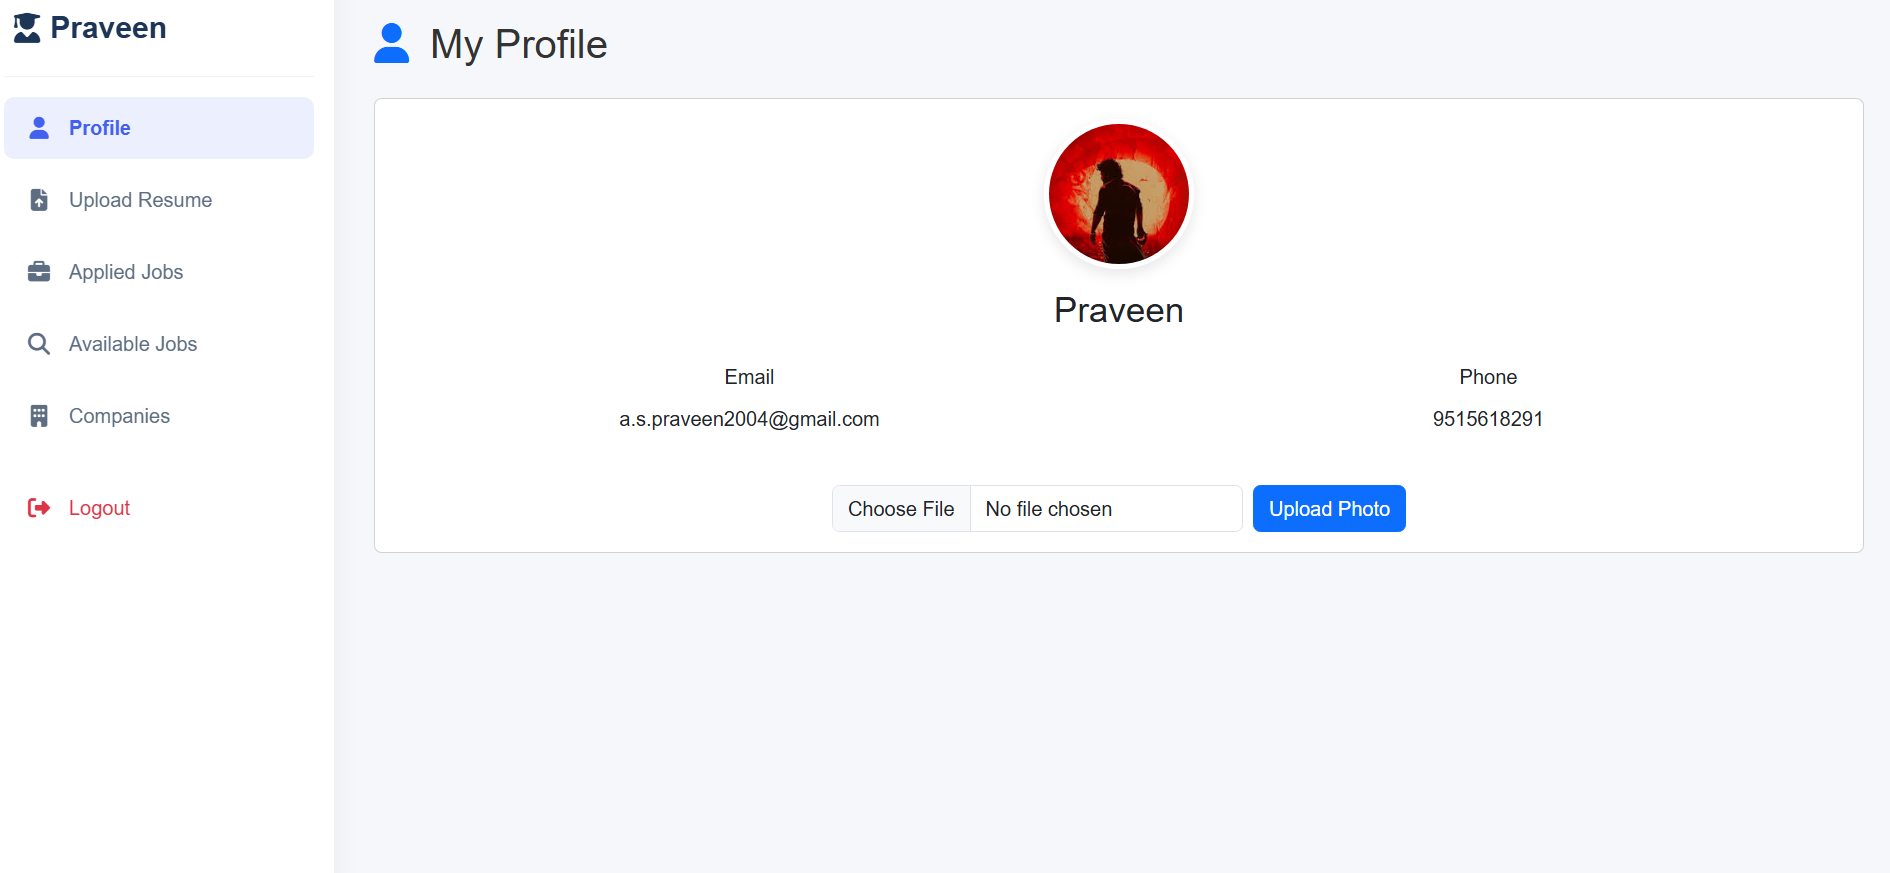 Praveen
Profile
Upload Resume
Applied Jobs
Available Jobs
Companies
Logout
My Profile
Praveen
Email
a.s.praveen2004@gmail.com
Phone
9515618291
Choose File No file chosen
Upload Photo